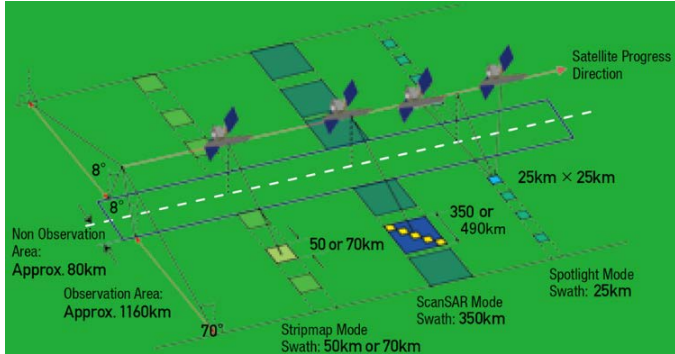 Satellite Progress
Direction
8°
8°
25km × 25km
Non Observation
Area:
Approx. 80km
350 or
490km
50 or 70km
Observation Area:
Approx. 1160km
70°
Stripmap Mode
Swath: 50km or 70km
ScanSAR Mode
Swath: 350km
Spotlight Mode
Swath: 25km